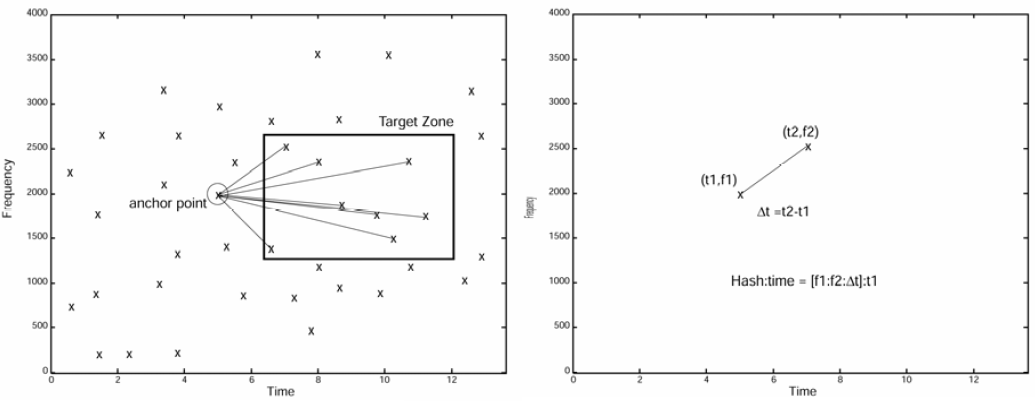 4000
3500
3000
2500
2000
1500
1000
500
0
Frequency
Target Zone
anchor point
0 2 4 6 8 10 12
Time
4000
3500
3000
2500
2000
1500
1000
500
0
Frequency
(t2,f2)
(t1,f1)
Δt =t2-t1
Hash:time = [f1:f2:Δt]:t1
0 2 4 6 8 10 12
Time